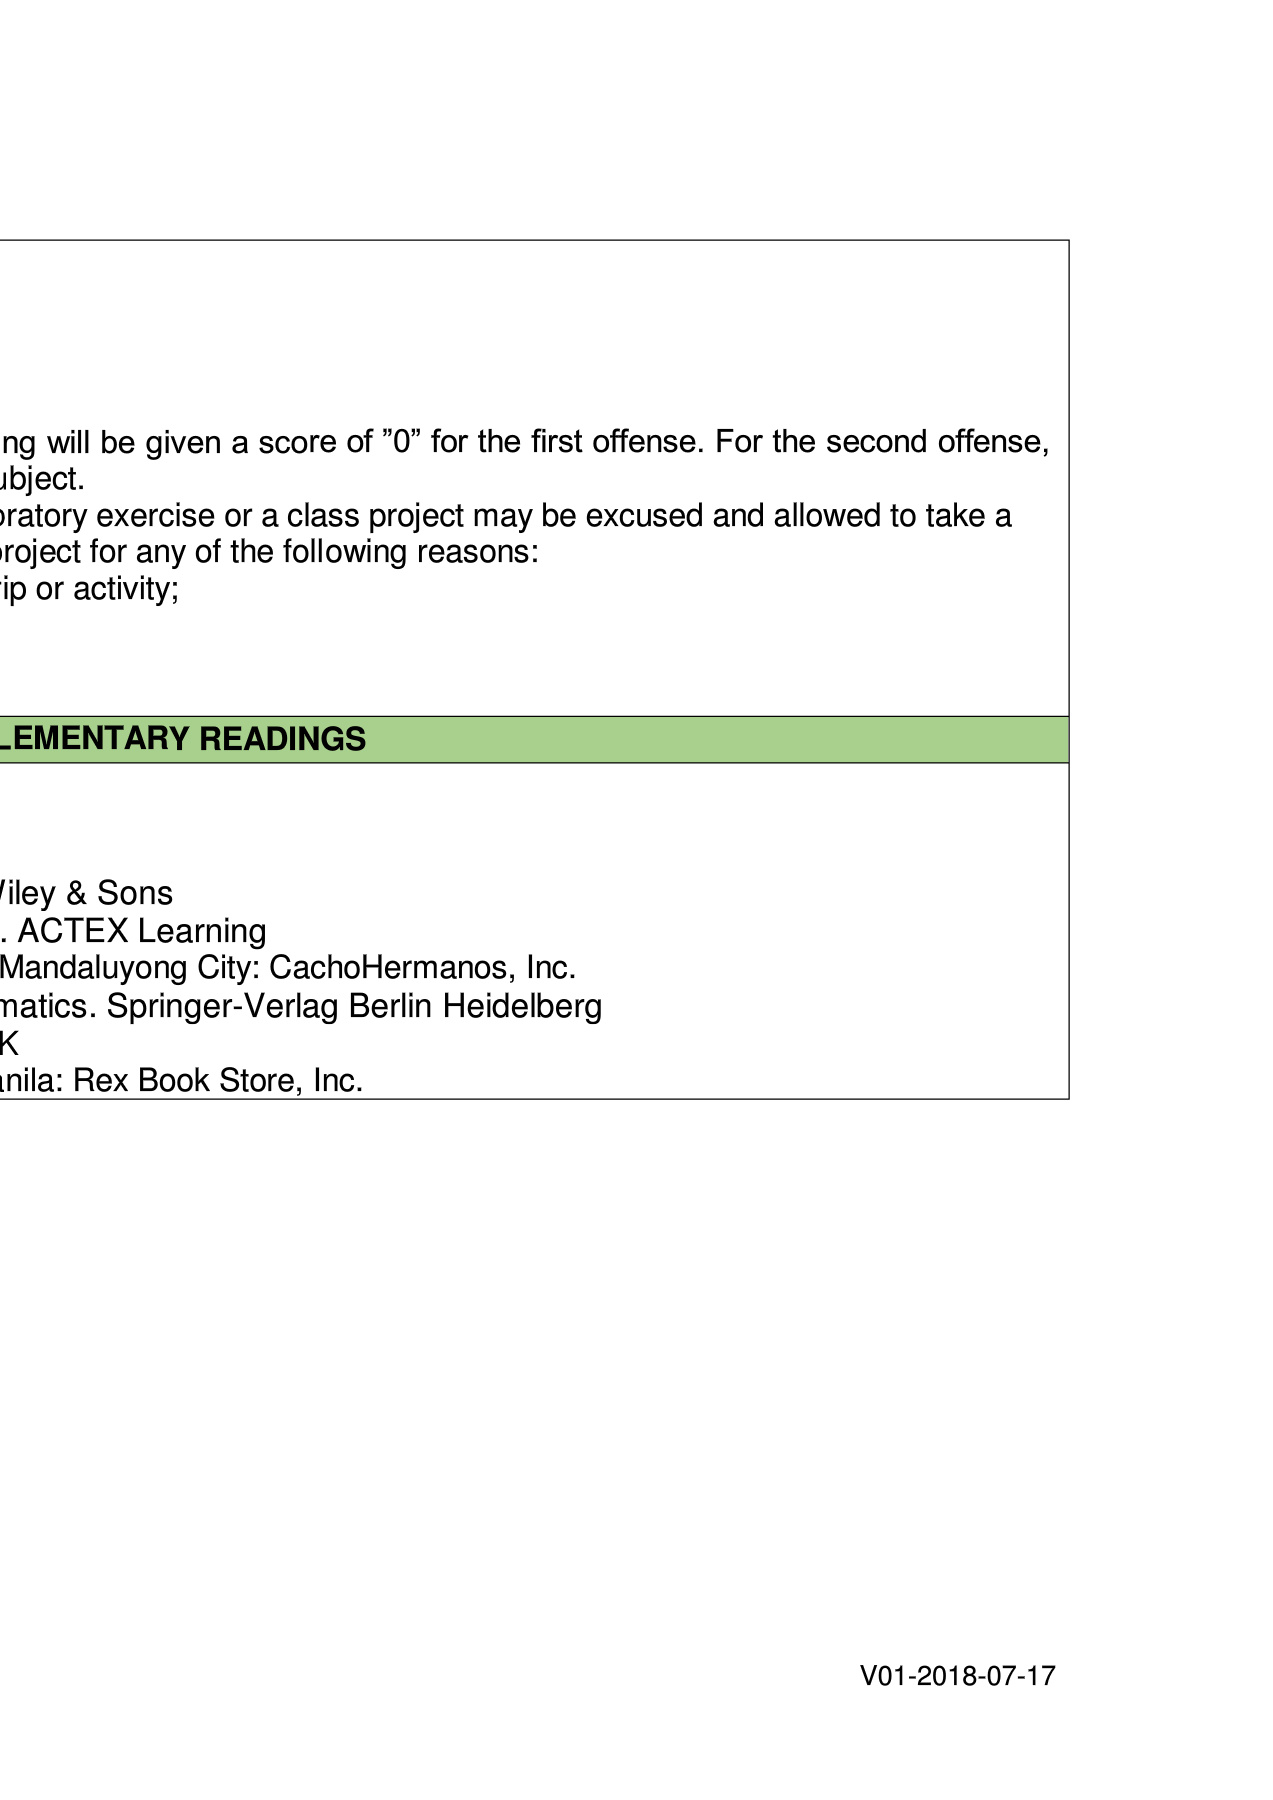 ng will be given a score of ”0” for the first offense. For the second offense,
ubject.
oratory exercise or a class project may be excused and allowed to take a
project for any of the following reasons:
rip or activity;
LEMENTARY READINGS
Wiley & Sons
. ACTEX Learning
Mandaluyong City: CachoHermanos, Inc.
matics. Springer-Verlag Berlin Heidelberg
K
anila: Rex Book Store, Inc.
V01-2018-07-17